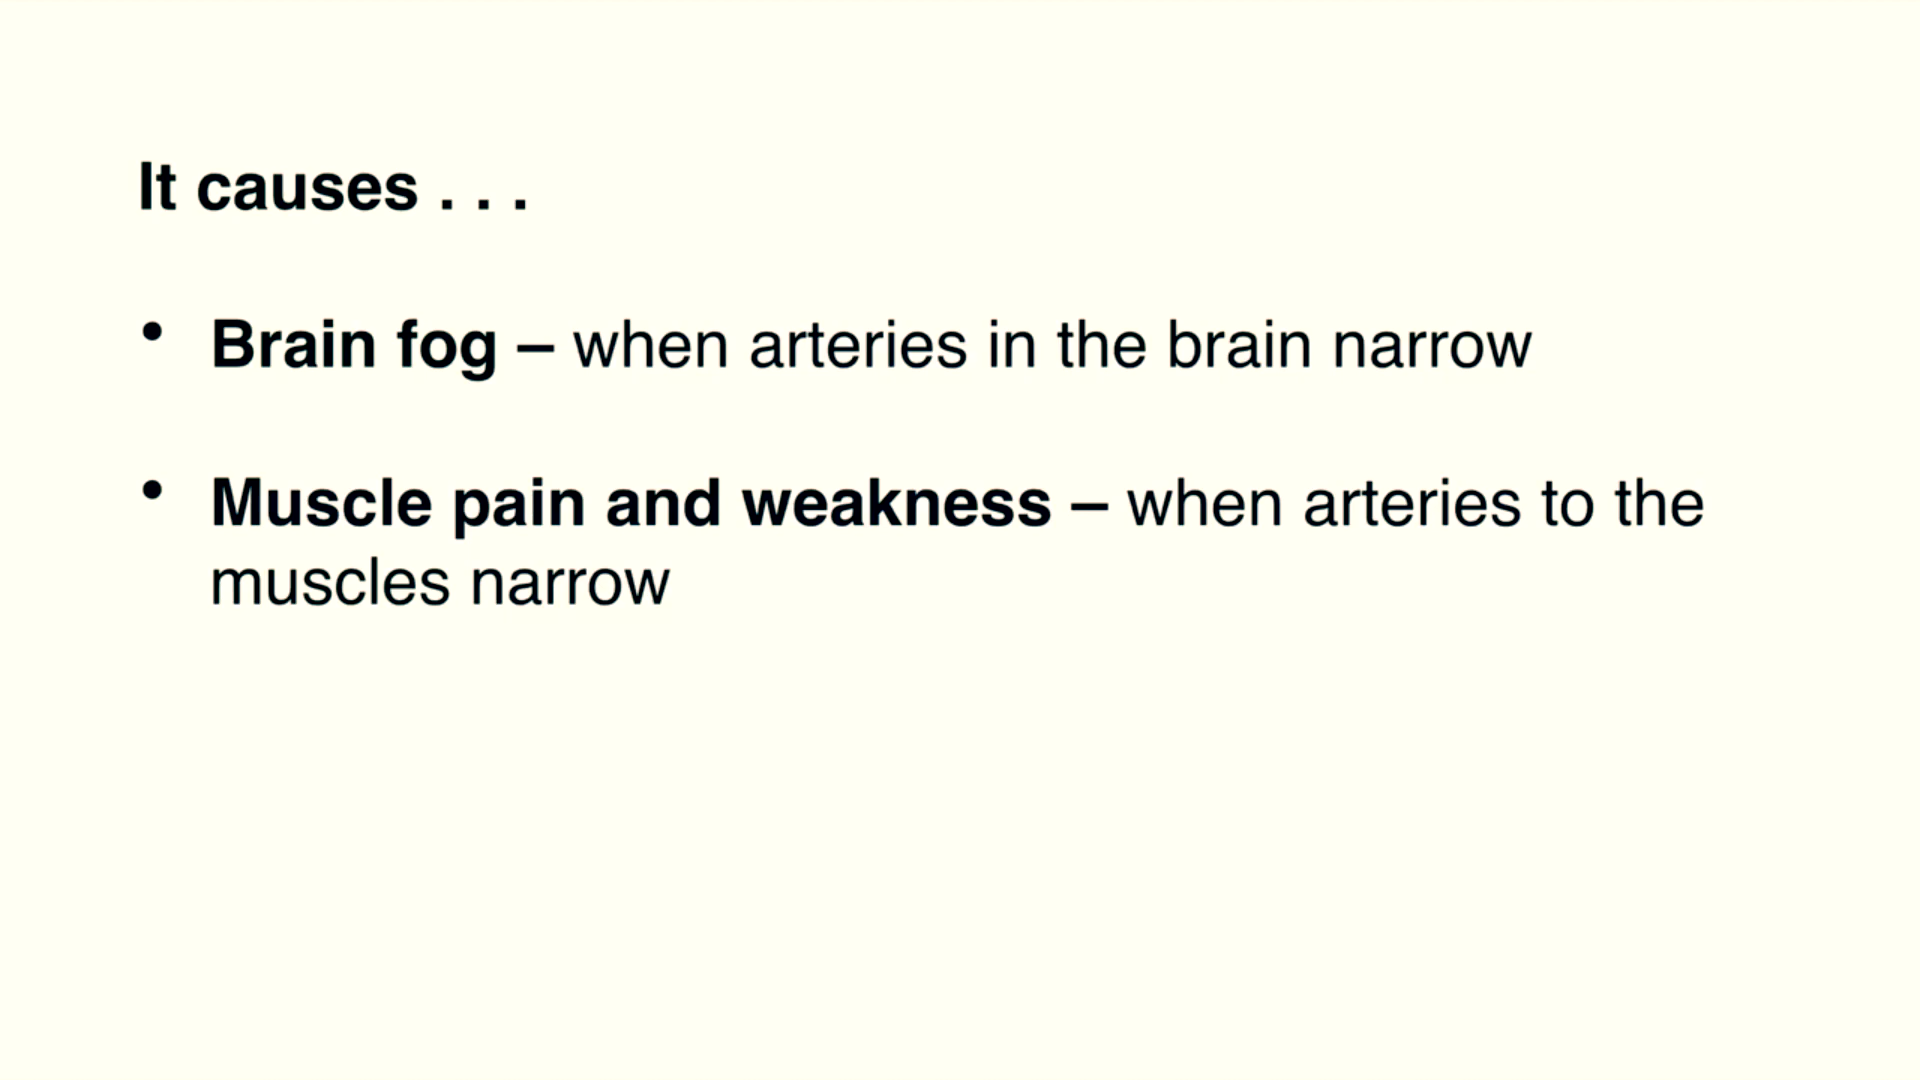 It causes . . .
• Brain fog – when arteries in the brain narrow
• Muscle pain and weakness – when arteries to the
muscles narrow